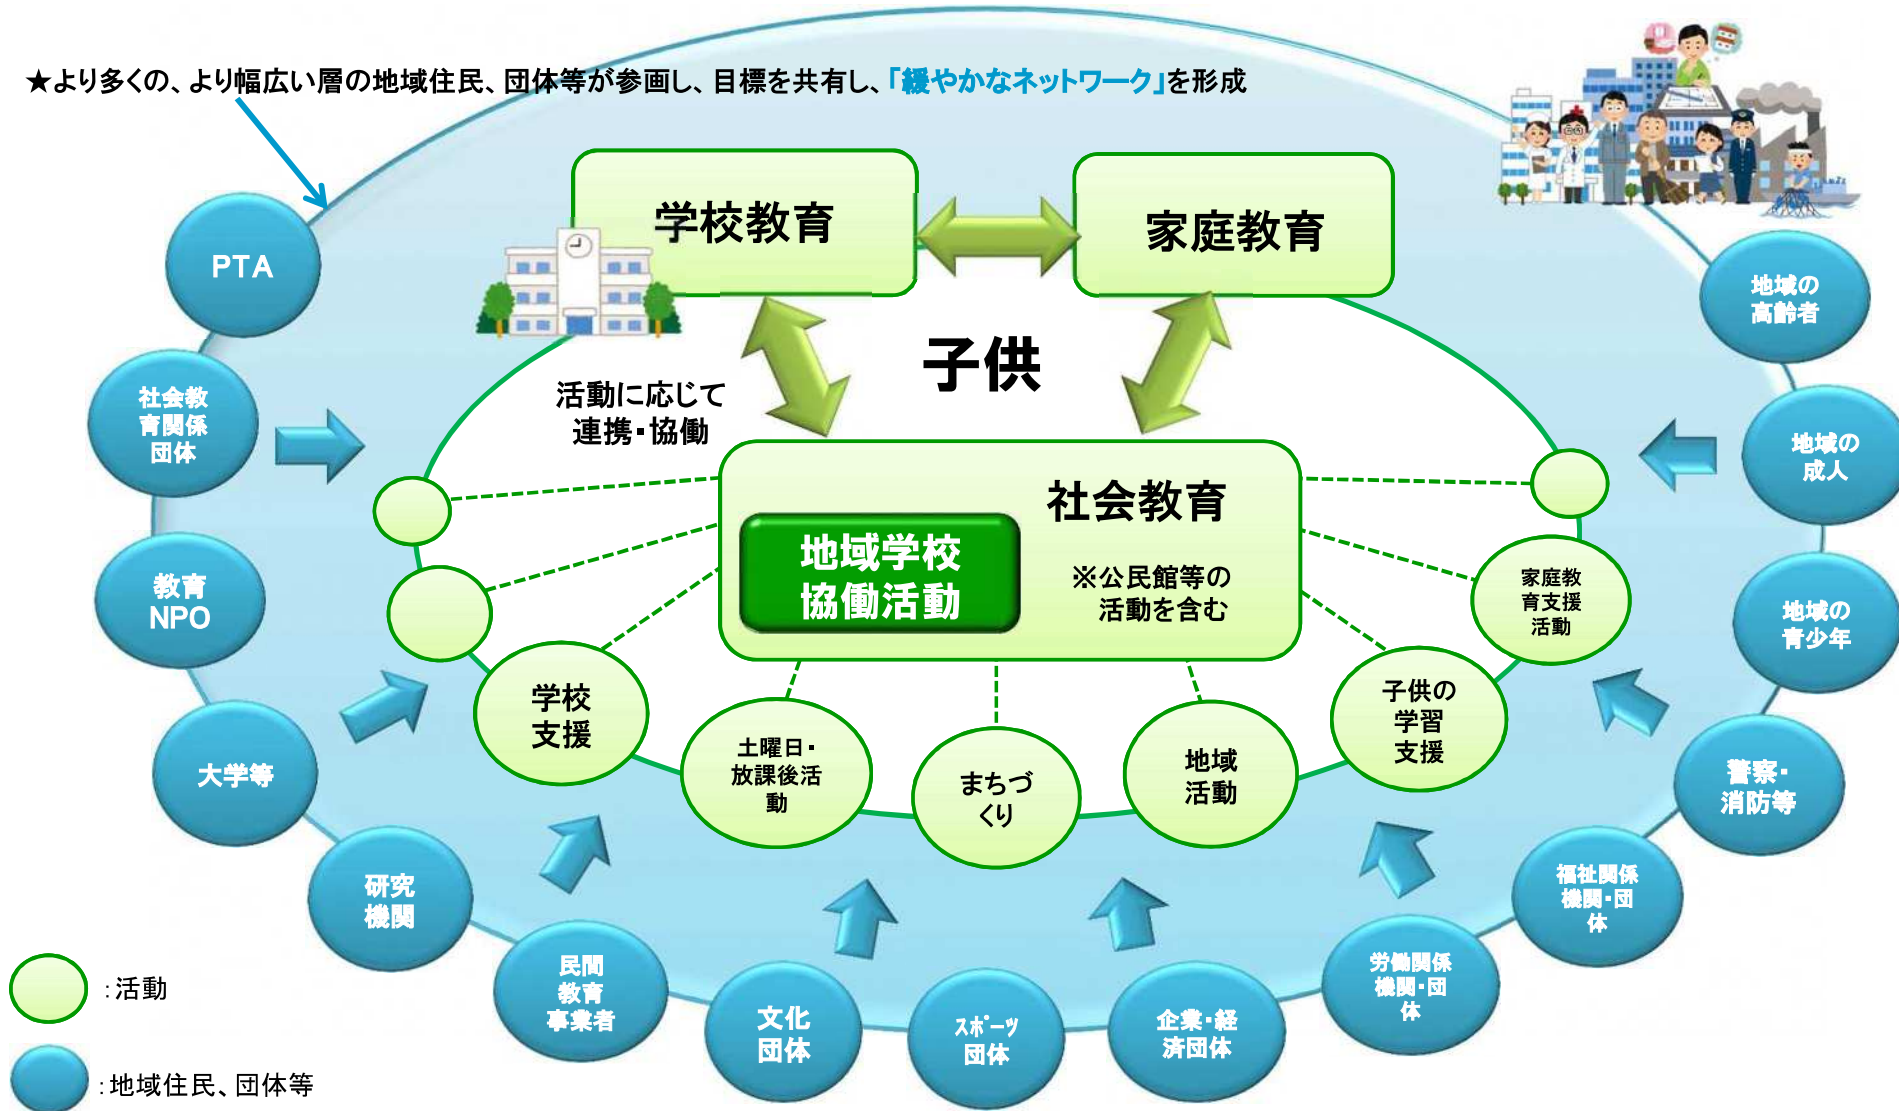 ★より多くの、より幅広い層の地域住民、団体等が参画し、目標を共有し、「緩やかなネットワーク」を形成
学校教育
家庭教育
子供
活動に応じて
連携・協働
社会教育
地域学校
協働活動
※公民館等の
活動を含む
学校
支援
土曜日・
放課後活
動
まちづ
くり
地域
活動
子供の
学習
支援
家庭教
育支援
活動
PTA
社会教
育関係
団体
教育
NPO
大学等
研究
機関
民間
教育
事業者
文化
団体
スポーツ
団体
企業・経
済団体
労働関係
機関・団
体
福祉関係
機関・団
体
警察・
消防等
地域の
青少年
地域の
成人
地域の
高齢者
:活動
:地域住民、団体等